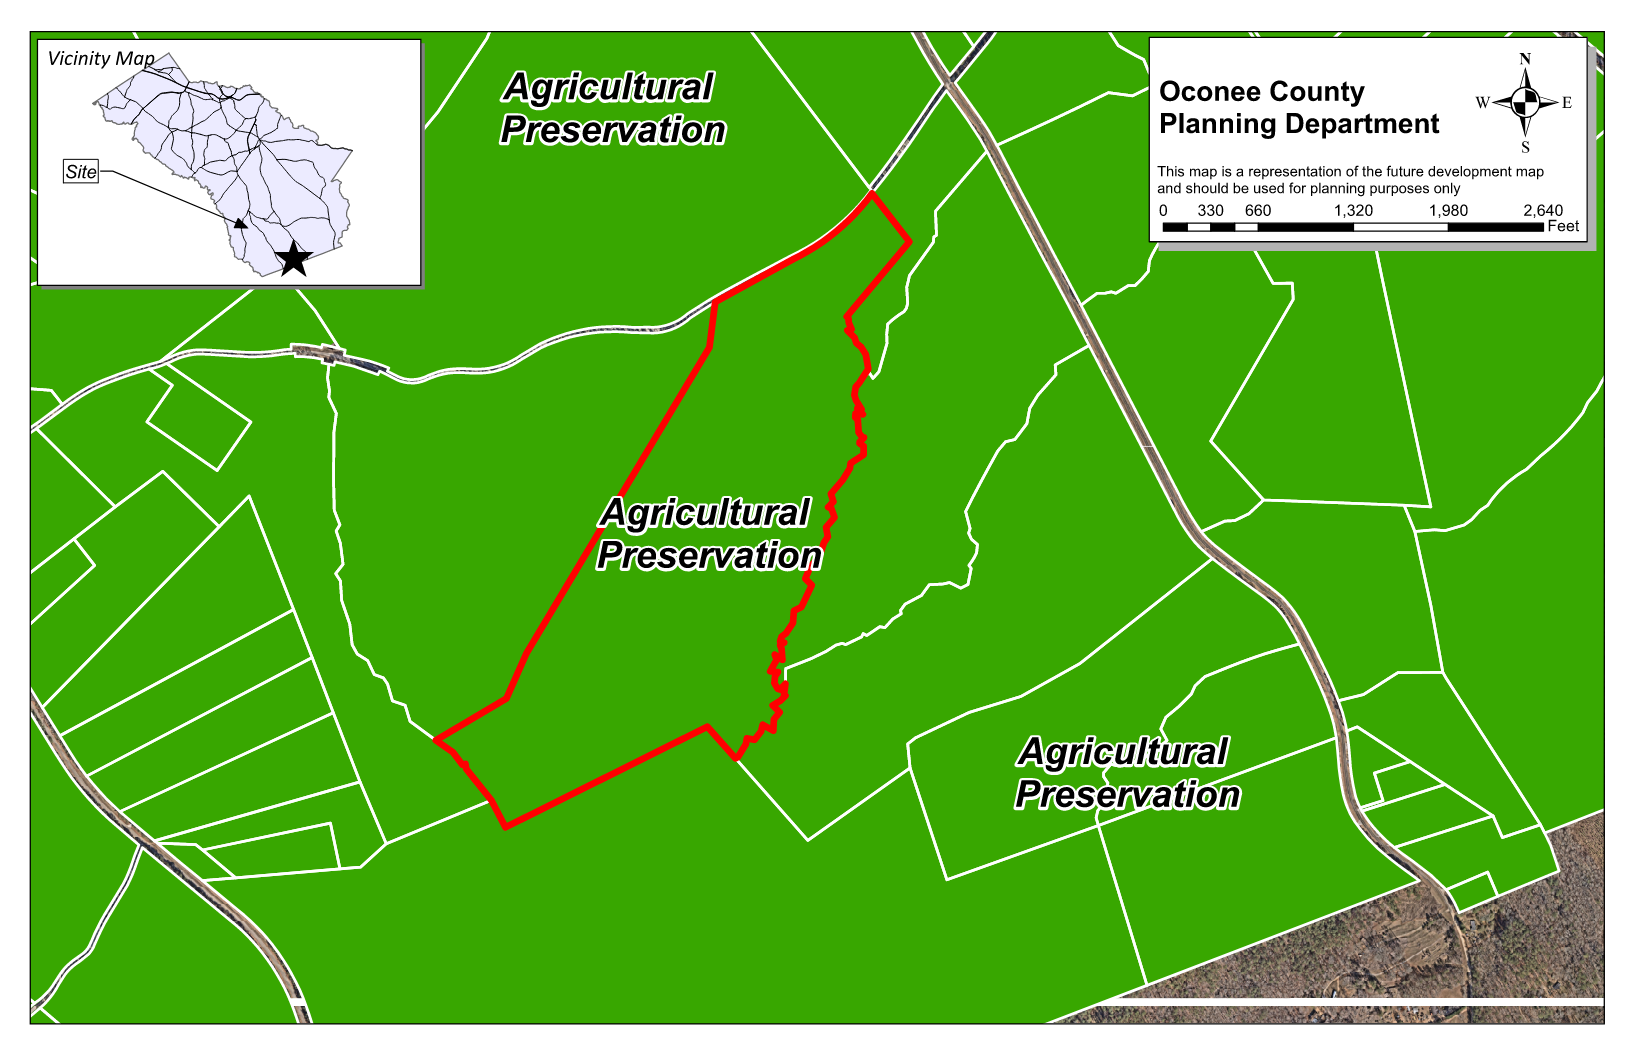 Vicinity Map
Site
Agricultural
Preservation
Oconee County
Planning Department
N
W
E
S
This map is a representation of the future development map
and should be used for planning purposes only
0 330 660 1,320 1,980 2,640
Feet
Agricultural
Preservation
Agricultural
Preservation